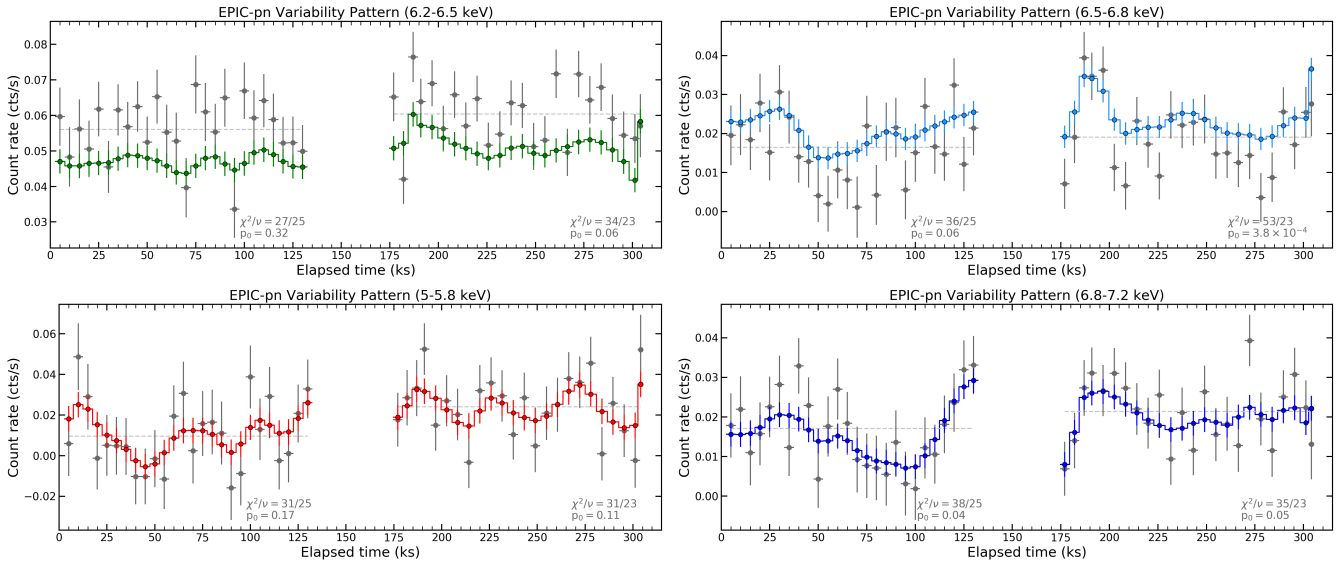 EPIC-pn Variability Pattern (6.2-6.5 keV)
Count rate (cts/s)
0.08
0.07
0.06
0.05
0.04
0.03
χ²/ν = 27/25
p₀ = 0.32
χ²/ν = 34/23
p₀ = 0.06
0 25 50 75 100 125 150 175 200 225 250 275 300
Elapsed time (ks)
EPIC-pn Variability Pattern (6.5-6.8 keV)
Count rate (cts/s)
0.04
0.03
0.02
0.01
0.00
χ²/ν = 36/25
p₀ = 0.06
χ²/ν = 53/23
p₀ = 3.8 × 10⁻⁴
0 25 50 75 100 125 150 175 200 225 250 275 300
Elapsed time (ks)
EPIC-pn Variability Pattern (5-5.8 keV)
Count rate (cts/s)
0.06
0.04
0.02
0.00
−0.02
χ²/ν = 31/25
p₀ = 0.17
χ²/ν = 31/23
p₀ = 0.11
0 25 50 75 100 125 150 175 200 225 250 275 300
Elapsed time (ks)
EPIC-pn Variability Pattern (6.8-7.2 keV)
Count rate (cts/s)
0.04
0.03
0.02
0.01
0.00
χ²/ν = 38/25
p₀ = 0.04
χ²/ν = 35/23
p₀ = 0.05
0 25 50 75 100 125 150 175 200 225 250 275 300
Elapsed time (ks)